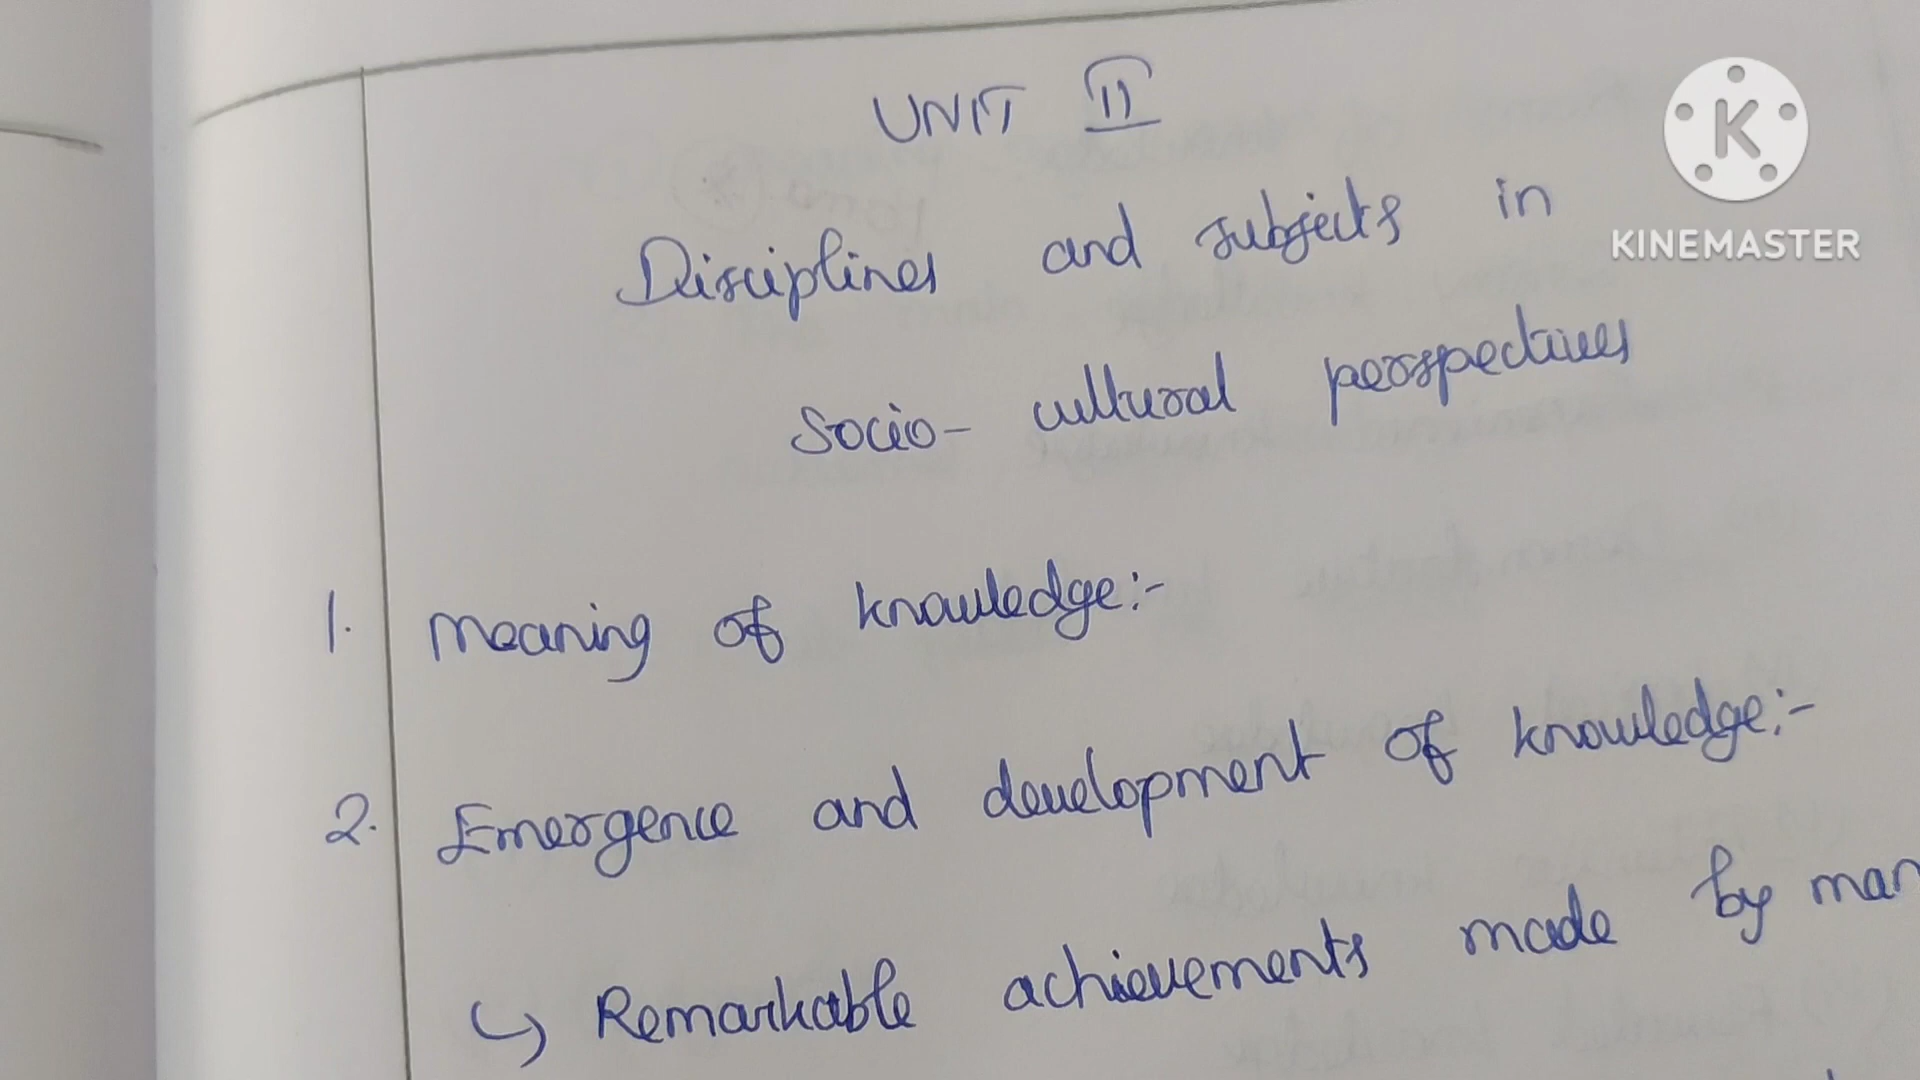 UNIT II
Disciplines and subjects in
Socio- cultural perspectives
1. Meaning of knowledge:-
2. Emergence and development of knowledge:-
↪ Remarkable achievements made by man
K
KINEMASTER